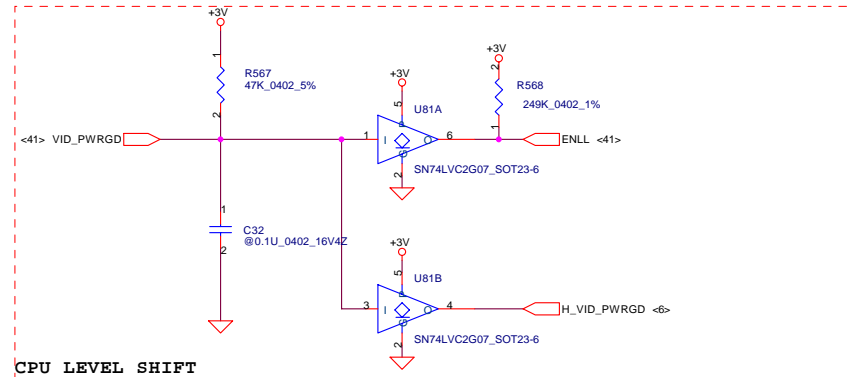 +3V
1
R567
47K_0402_5%
2
+3V
+3V
2
R568
249K_0402_1%
1
5
U81A
P
<41> VID_PWRGD
1
I
O
6
ENLL <41>
G
2
SN74LVC2G07_SOT23-6
1
C32
@0.1U_0402_16V4Z
2
+3V
5
U81B
P
3
I
O
4
H_VID_PWRGD <6>
G
2
SN74LVC2G07_SOT23-6
CPU LEVEL SHIFT